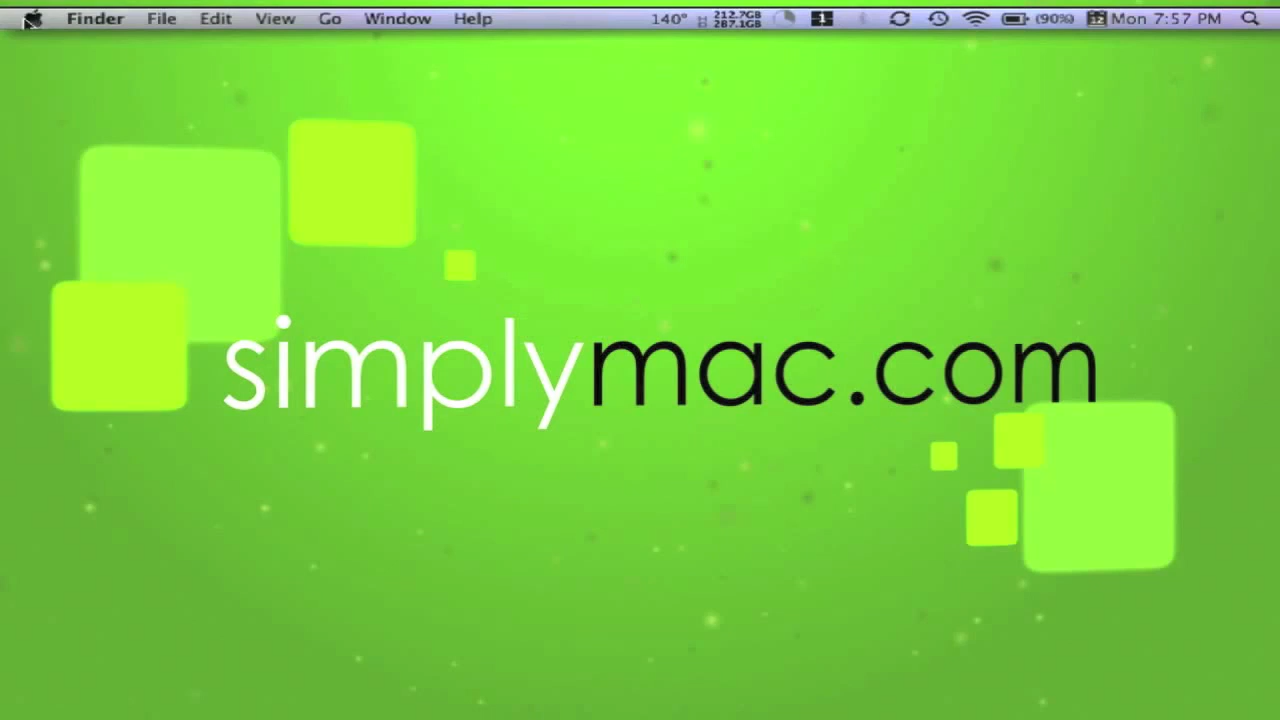 Finder File Edit View Go Window Help 140° 212.7GB 1 (90%) 12 Mon 7:57 PM
287.1GB
simplymac.com